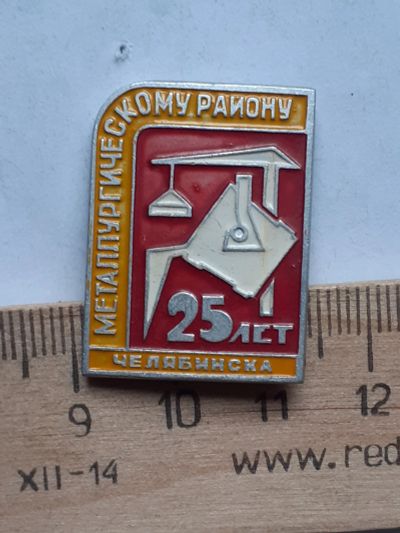 МЕТАЛЛУРГИЧЕСКОМУ РАЙОНУ
25 ЛЕТ
ЧЕЛЯБИНСКА
9 10 11 12
XII-14 www.red